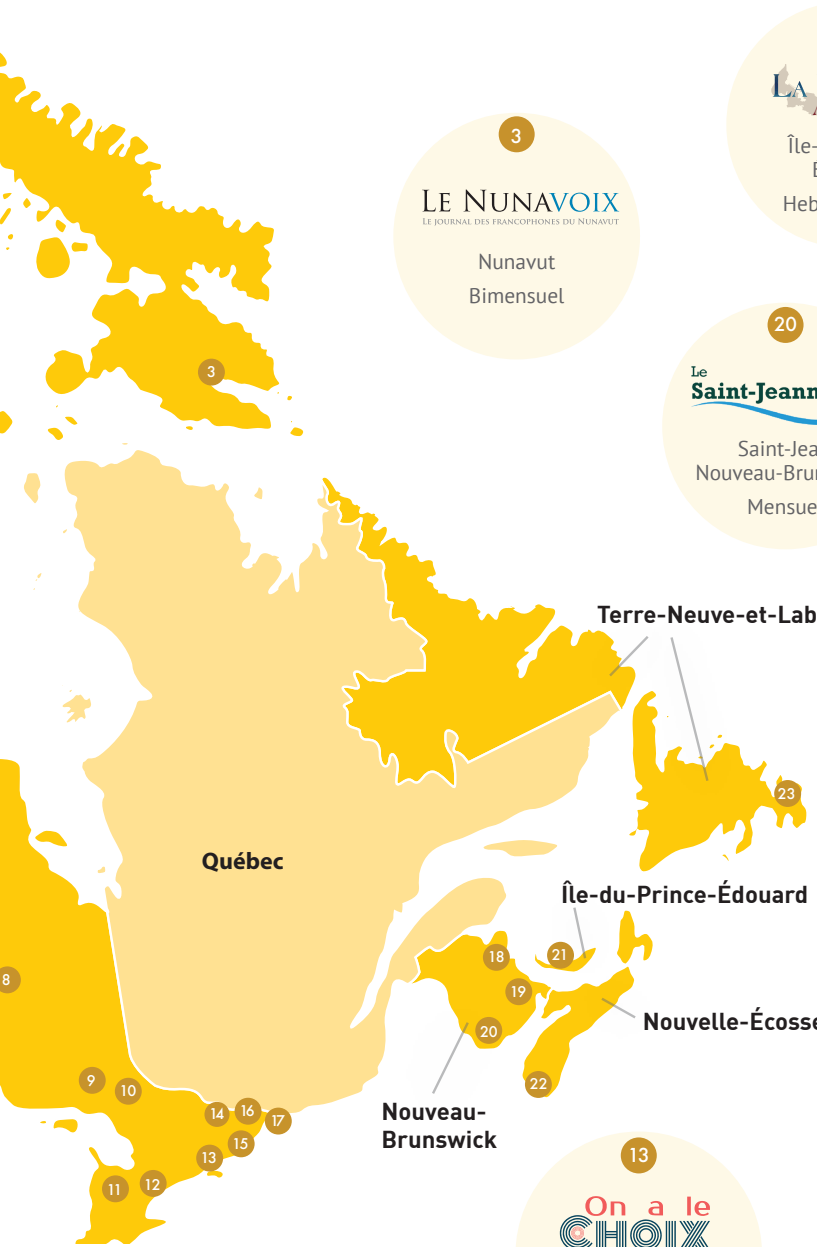 3
LE NUNAVOIX
LE JOURNAL DES FRANCOPHONES DU NUNAVUT
Nunavut
Bimensuel
LA
Île-
Heb
20
Le
Saint-Jeann
Saint-Jea
Nouveau-Brun
Mensue
3
Terre-Neuve-et-Lab
23
Québec
Île-du-Prince-Édouard
8
18
21
19
20
Nouvelle-Écosse
22
9
10
14
16
17
15
13
12
11
Nouveau-
Brunswick
13
On a le
CHOIX